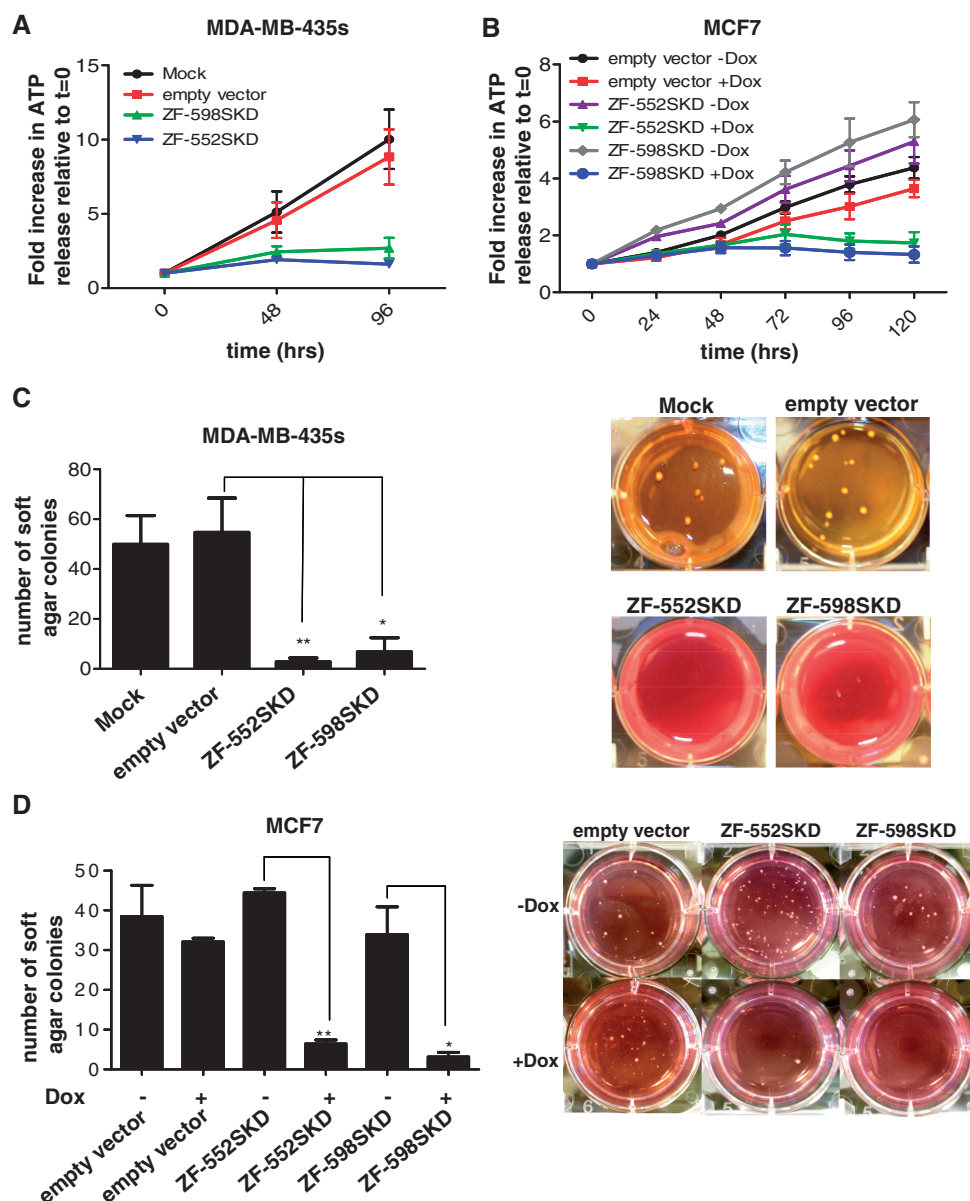 A
MDA-MB-435s
Fold increase in ATP
release relative to t=0
15
10
5
0
Mock
empty vector
ZF-598SKD
ZF-552SKD
0
48
96
time (hrs)
B
MCF7
Fold increase in ATP
release relative to t=0
8
6
4
2
0
empty vector -Dox
empty vector +Dox
ZF-552SKD -Dox
ZF-552SKD +Dox
ZF-598SKD -Dox
ZF-598SKD +Dox
0
24
48
72
96
120
time (hrs)
C
MDA-MB-435s
number of soft
agar colonies
80
60
40
20
0
**
*
Mock
empty vector
ZF-552SKD
ZF-598SKD
Mock
empty vector
ZF-552SKD
ZF-598SKD
D
MCF7
number of soft
agar colonies
50
40
30
20
10
0
**
*
Dox - + - + - +
empty vector
empty vector
ZF-552SKD
ZF-552SKD
ZF-598SKD
ZF-598SKD
empty vector ZF-552SKD ZF-598SKD
-Dox
+Dox